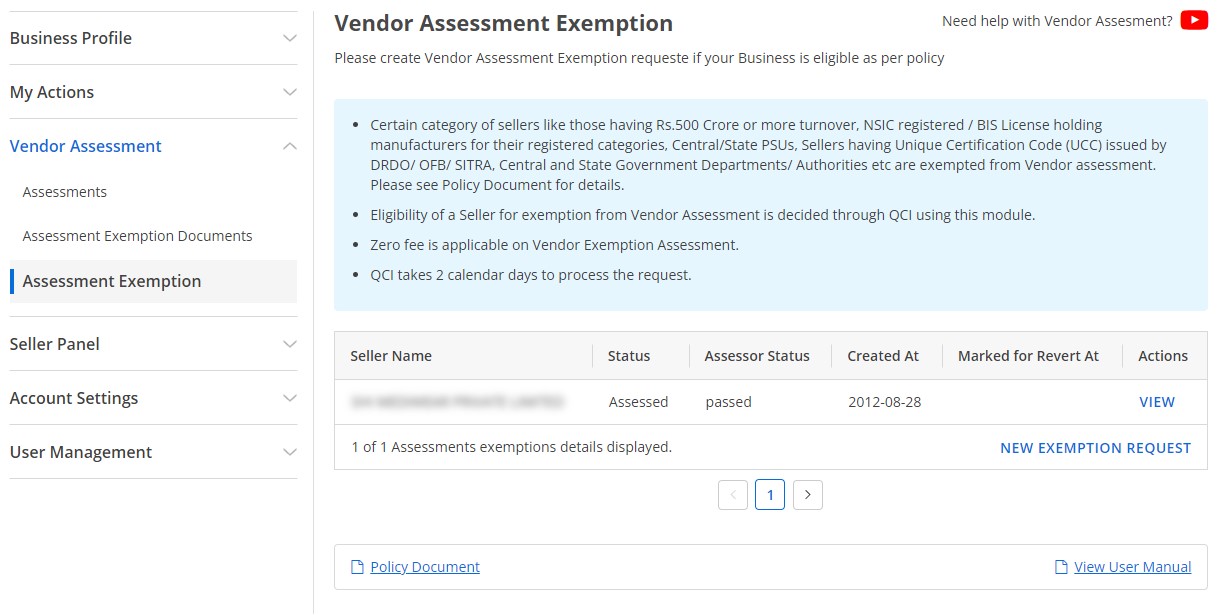 Business Profile
My Actions
Vendor Assessment
Assessments
Assessment Exemption Documents
Assessment Exemption
Seller Panel
Account Settings
User Management
Vendor Assessment Exemption
Need help with Vendor Assesment?
Please create Vendor Assessment Exemption requeste if your Business is eligible as per policy
Certain category of sellers like those having Rs.500 Crore or more turnover, NSIC registered / BIS License holding
manufacturers for their registered categories, Central/State PSUs, Sellers having Unique Certification Code (UCC) issued by
DRDO/ OFB/ SITRA, Central and State Government Departments/ Authorities etc are exempted from Vendor assessment.
Please see Policy Document for details.
Eligibility of a Seller for exemption from Vendor Assessment is decided through QCI using this module.
Zero fee is applicable on Vendor Exemption Assessment.
QCI takes 2 calendar days to process the request.
Seller Name Status Assessor Status Created At Marked for Revert At Actions
Assessed passed 2012-08-28 VIEW
1 of 1 Assessments exemptions details displayed. NEW EXEMPTION REQUEST
1
Policy Document View User Manual